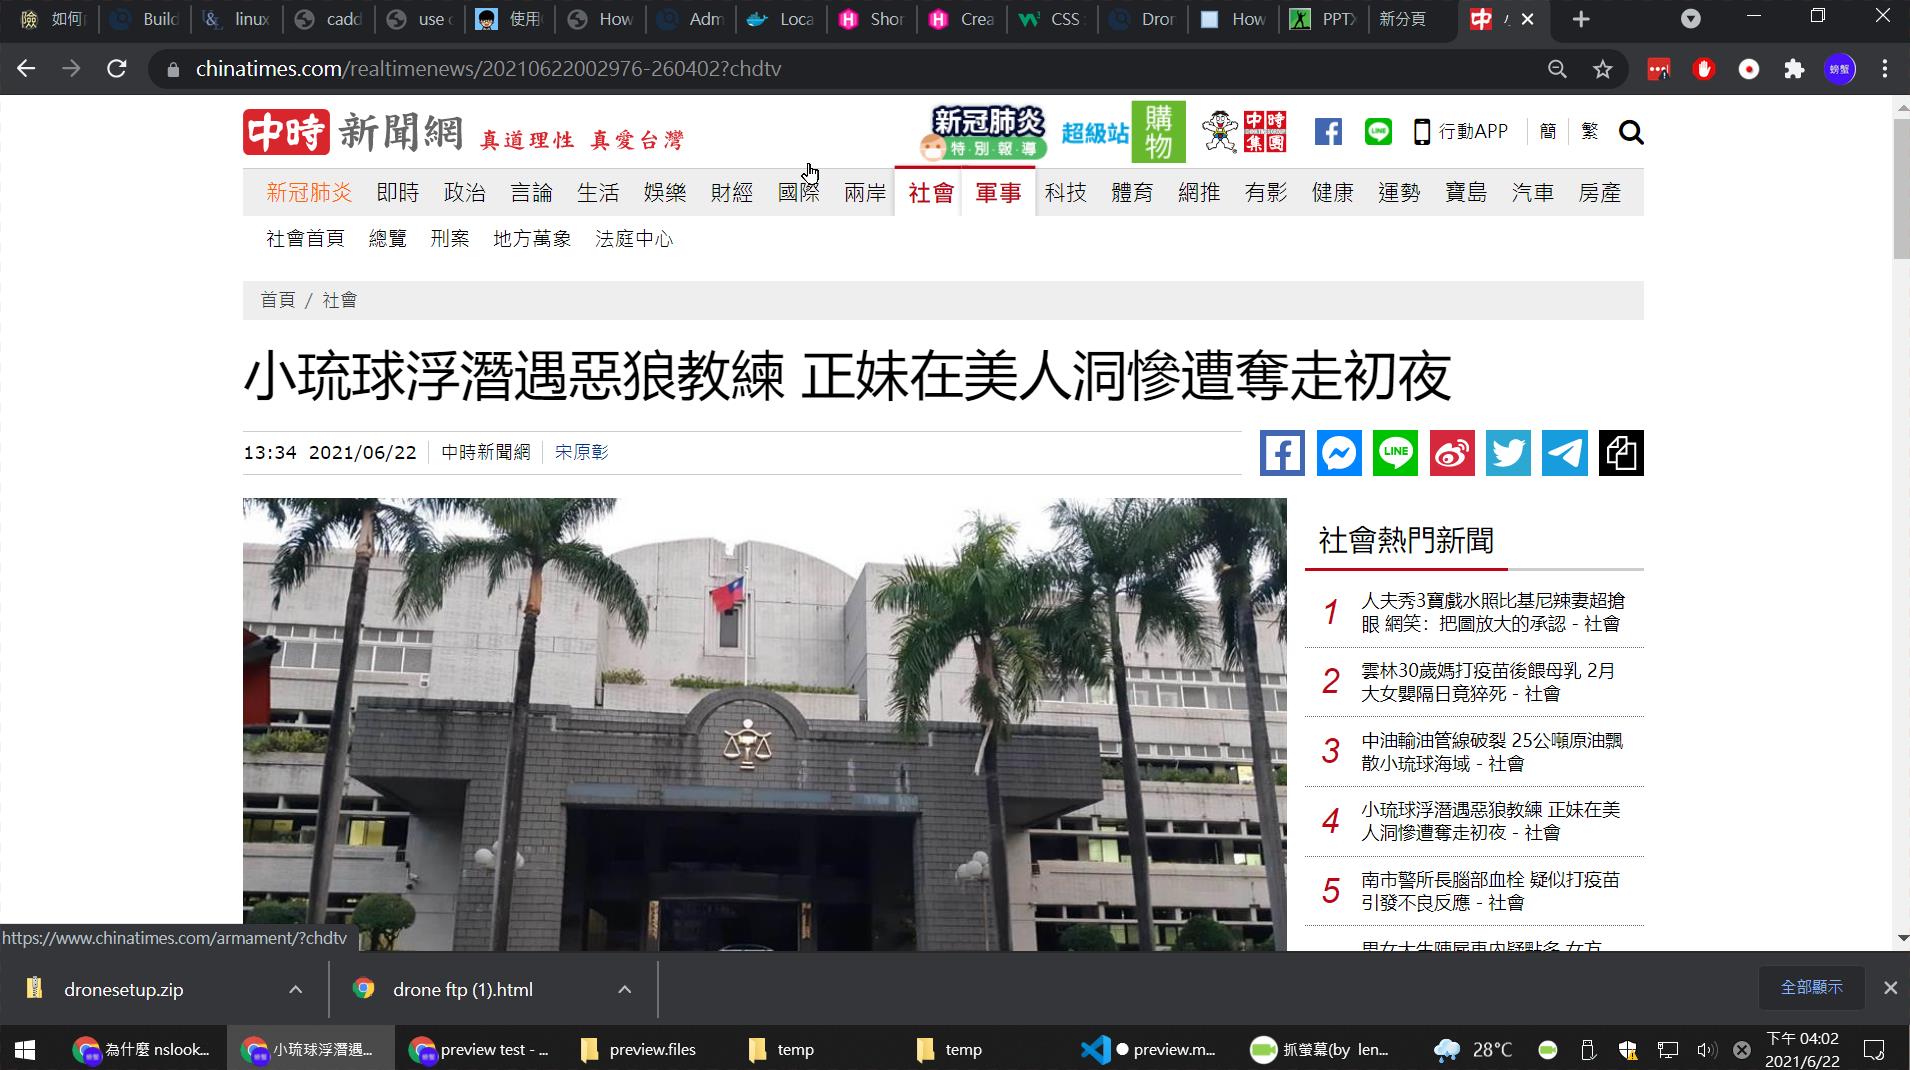 如何
Build
linux
cadd
use
使用
How
Adm
Loca
Shor
Crea
CSS
Dron
How
PPTX
新分頁
chinatimes.com/realtimenews/20210622002976-260402?chdtv
螃蟹
中時 新聞網 真道理性 真愛台灣
新冠肺炎 特別報導
超級站 購物
中時集團
LINE
行動APP
簡
繁
新冠肺炎 即時 政治 言論 生活 娛樂 財經 國際 兩岸 社會 軍事 科技 體育 網推 有影 健康 運勢 寶島 汽車 房產
社會首頁 總覽 刑案 地方萬象 法庭中心
首頁 / 社會
小琉球浮潛遇惡狼教練 正妹在美人洞慘遭奪走初夜
13:34 2021/06/22 中時新聞網 宋原彰
LINE
社會熱門新聞
1 人夫秀3寶戲水照比基尼辣妻超搶
眼 網笑：把圖放大的承認 - 社會
2 雲林30歲媽打疫苗後餵母乳 2月
大女嬰隔日竟猝死 - 社會
3 中油輸油管線破裂 25公噸原油飄
散小琉球海域 - 社會
4 小琉球浮潛遇惡狼教練 正妹在美
人洞慘遭奪走初夜 - 社會
5 南市警所長腦部血栓 疑似打疫苗
引發不良反應 - 社會
https://www.chinatimes.com/armament/?chdtv
dronesetup.zip
drone ftp (1).html
全部顯示
為什麼 nslook...
小琉球浮潛遇...
preview test - ...
preview.files
temp
temp
preview.m...
抓螢幕(by len...
28°C
下午 04:02
2021/6/22